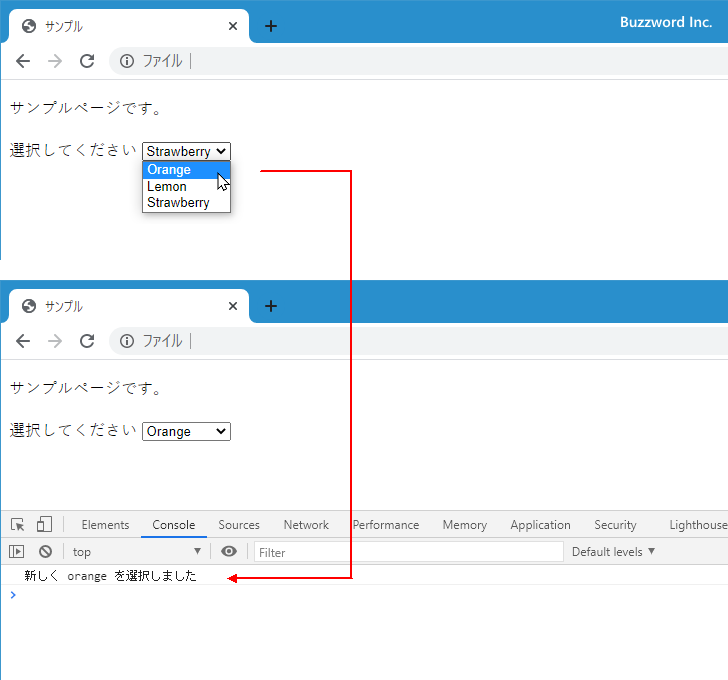 サンプル
Buzzword Inc.
ファイル
サンプルページです。
選択してください Strawberry
Orange
Lemon
Strawberry
サンプル
ファイル
サンプルページです。
選択してください Orange
Elements Console Sources Network Performance Memory Application Security Lighthouse
top Filter Default levels
新しく orange を選択しました